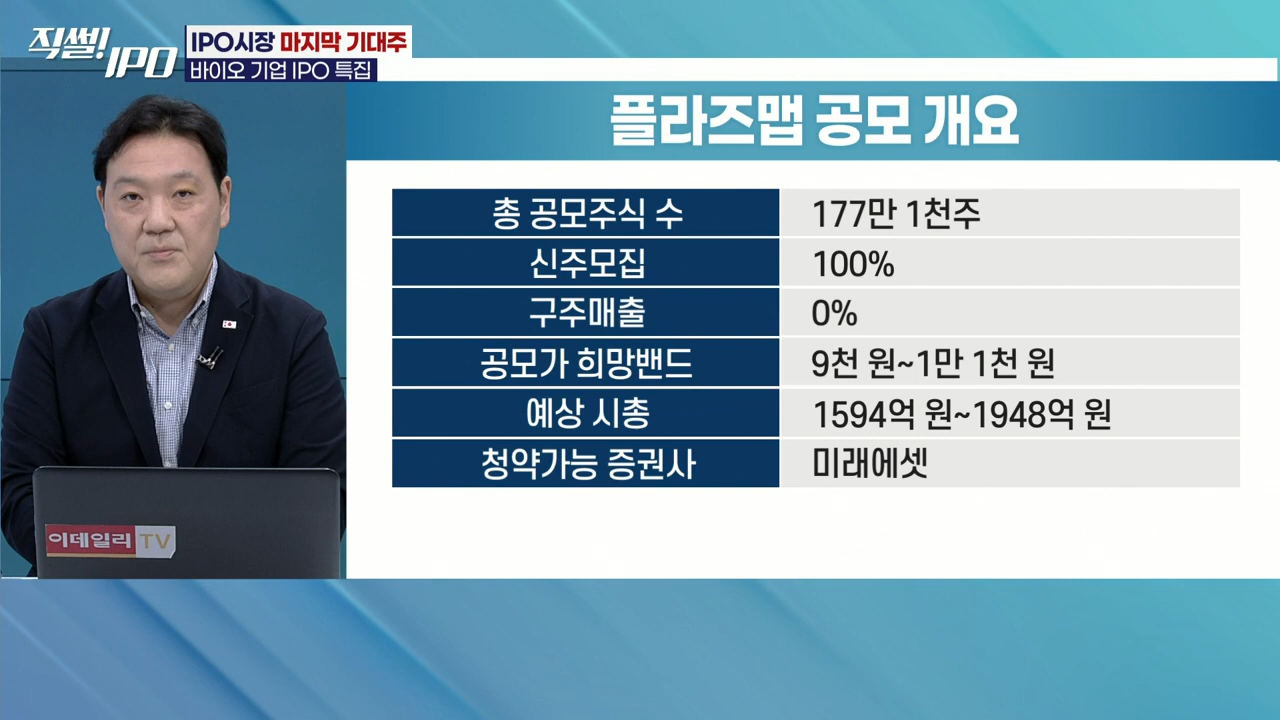 직썰! IPO
IPO시장 마지막 기대주
바이오 기업 IPO 특집
플라즈맵 공모 개요
총 공모주식 수 177만 1천주
신주모집 100%
구주매출 0%
공모가 희망밴드 9천 원~1만 1천 원
예상 시총 1594억 원~1948억 원
청약가능 증권사 미래에셋
이데일리 TV